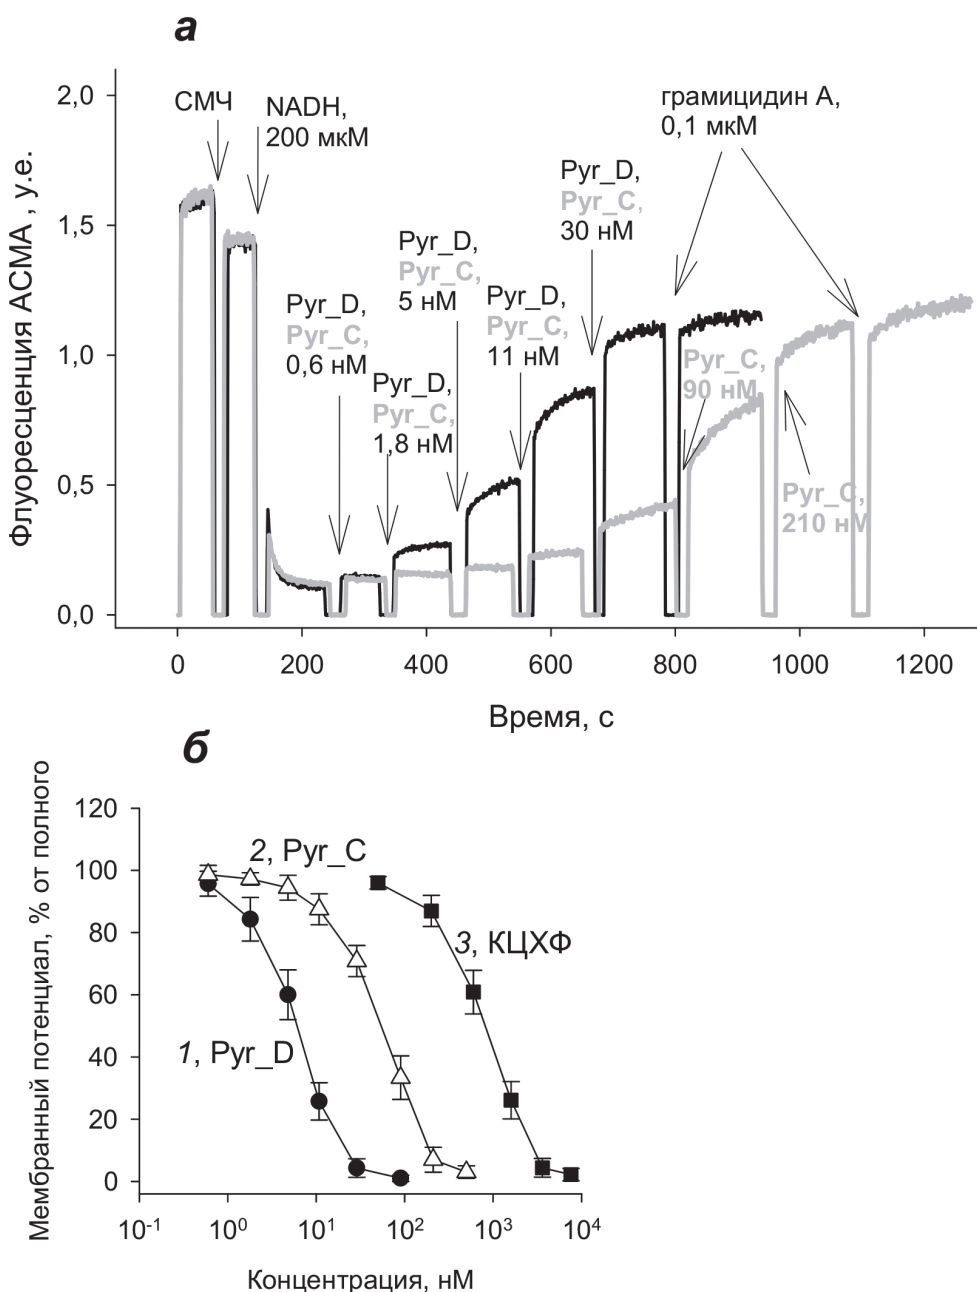 а
СМЧ
NADH,
200 мкМ
грамицидин А,
0,1 мкМ
Pyr_D,
Pyr_C,
30 нМ
Pyr_D,
Pyr_C,
5 нМ
Pyr_D,
Pyr_C,
11 нМ
Pyr_D,
Pyr_C,
0,6 нМ
Pyr_D,
Pyr_C,
1,8 нМ
Pyr_C,
90 нМ
Pyr_C,
210 нМ
Флуоресценция АСМА , у.е.
2,0
1,5
1,0
0,5
0,0
0 200 400 600 800 1000 1200
Время, с
б
Мембранный потенциал, % от полного
120
100
80
60
40
20
0
2, Pyr_C
3, КЦХФ
1, Pyr_D
10⁻¹ 10⁰ 10¹ 10² 10³ 10⁴
Концентрация, нМ